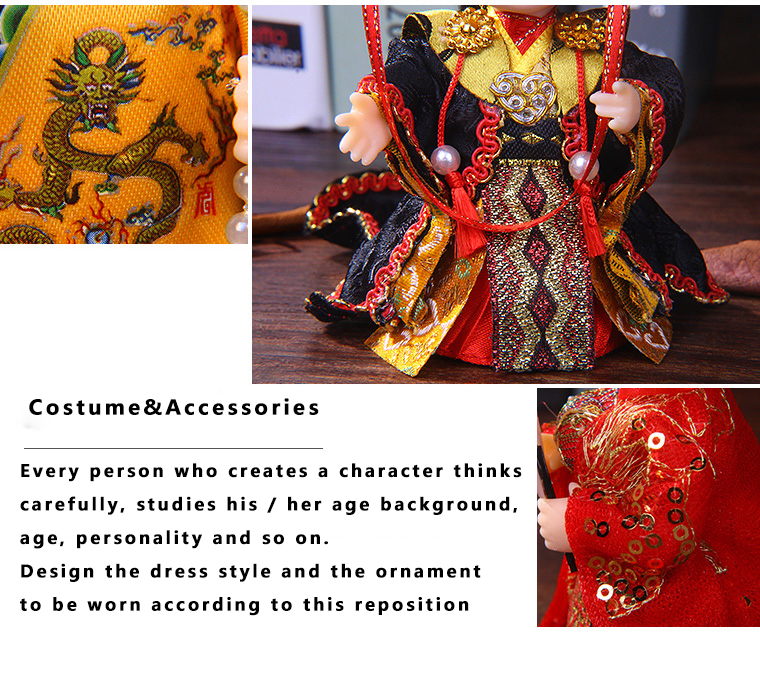 Costume&Accessories
Every person who creates a character thinks
carefully, studies his / her age background,
age, personality and so on.
Design the dress style and the ornament
to be worn according to this reposition